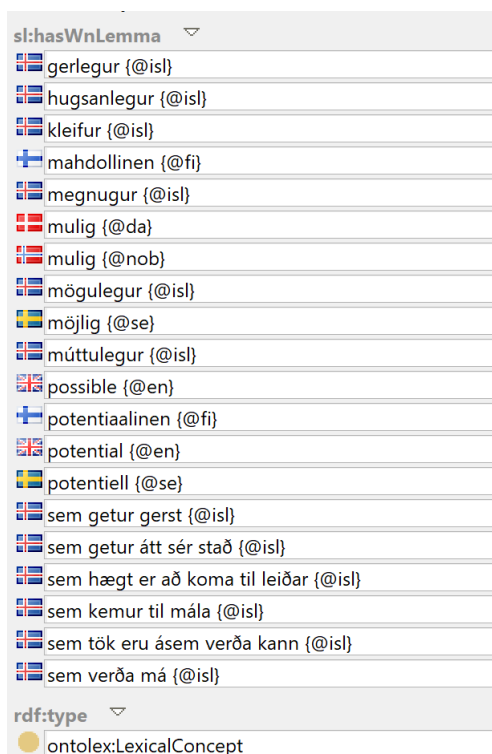 sl:hasWnLemma
gerlegur {@isl}
hugsanlegur {@isl}
kleifur {@isl}
mahdollinen {@fi}
megnugur {@isl}
mulig {@da}
mulig {@nob}
mögulegur {@isl}
möjlig {@se}
múttulegur {@isl}
possible {@en}
potentiaalinen {@fi}
potential {@en}
potentiell {@se}
sem getur gerst {@isl}
sem getur átt sér stað {@isl}
sem hægt er að koma til leiðar {@isl}
sem kemur til mála {@isl}
sem tök eru ásem verða kann {@isl}
sem verða má {@isl}
rdf:type
ontolex:LexicalConcept